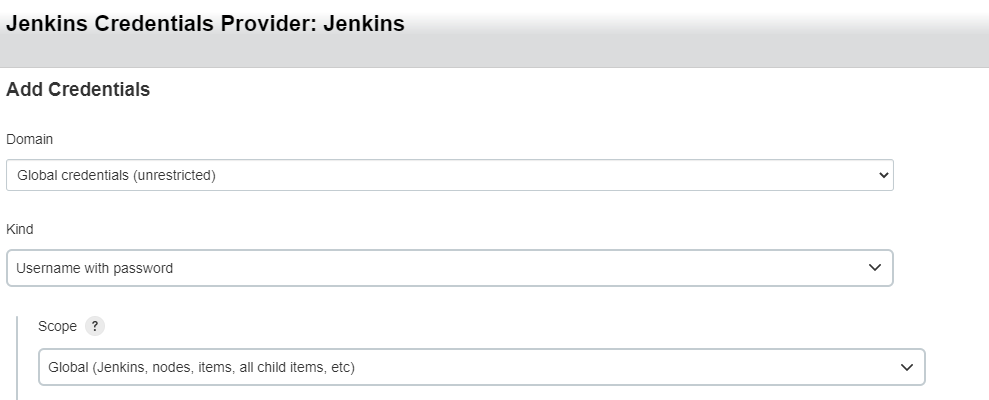 Jenkins Credentials Provider: Jenkins
Add Credentials
Domain
Global credentials (unrestricted)
Kind
Username with password
Scope ?
Global (Jenkins, nodes, items, all child items, etc)